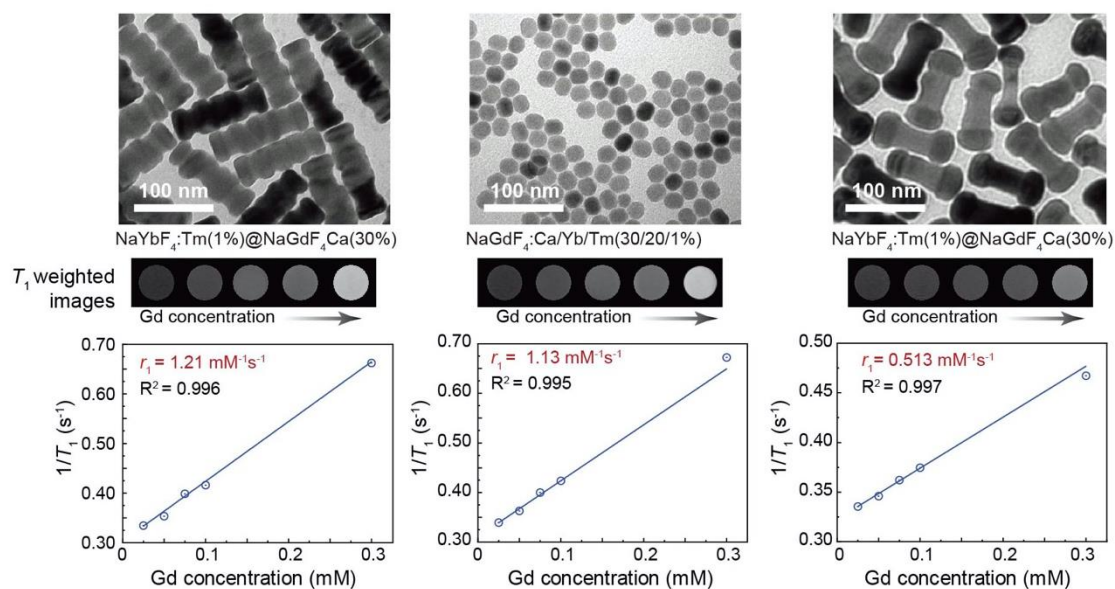 100 nm
100 nm
100 nm
NaYbF₄:Tm(1%)@NaGdF₄Ca(30%)
NaGdF₄:Ca/Yb/Tm(30/20/1%)
NaYbF₄:Tm(1%)@NaGdF₄Ca(30%)
T₁ weighted
images
Gd concentration
Gd concentration
Gd concentration
1/T₁ (s⁻¹)
0.70
0.60
0.50
0.40
0.30
r₁ = 1.21 mM⁻¹s⁻¹
R² = 0.996
0 0.1 0.2 0.3
Gd concentration (mM)
1/T₁ (s⁻¹)
0.70
0.60
0.50
0.40
0.30
r₁ = 1.13 mM⁻¹s⁻¹
R² = 0.995
0 0.1 0.2 0.3
Gd concentration (mM)
1/T₁ (s⁻¹)
0.50
0.45
0.40
0.35
0.30
r₁ = 0.513 mM⁻¹s⁻¹
R² = 0.997
0 0.1 0.2 0.3
Gd concentration (mM)